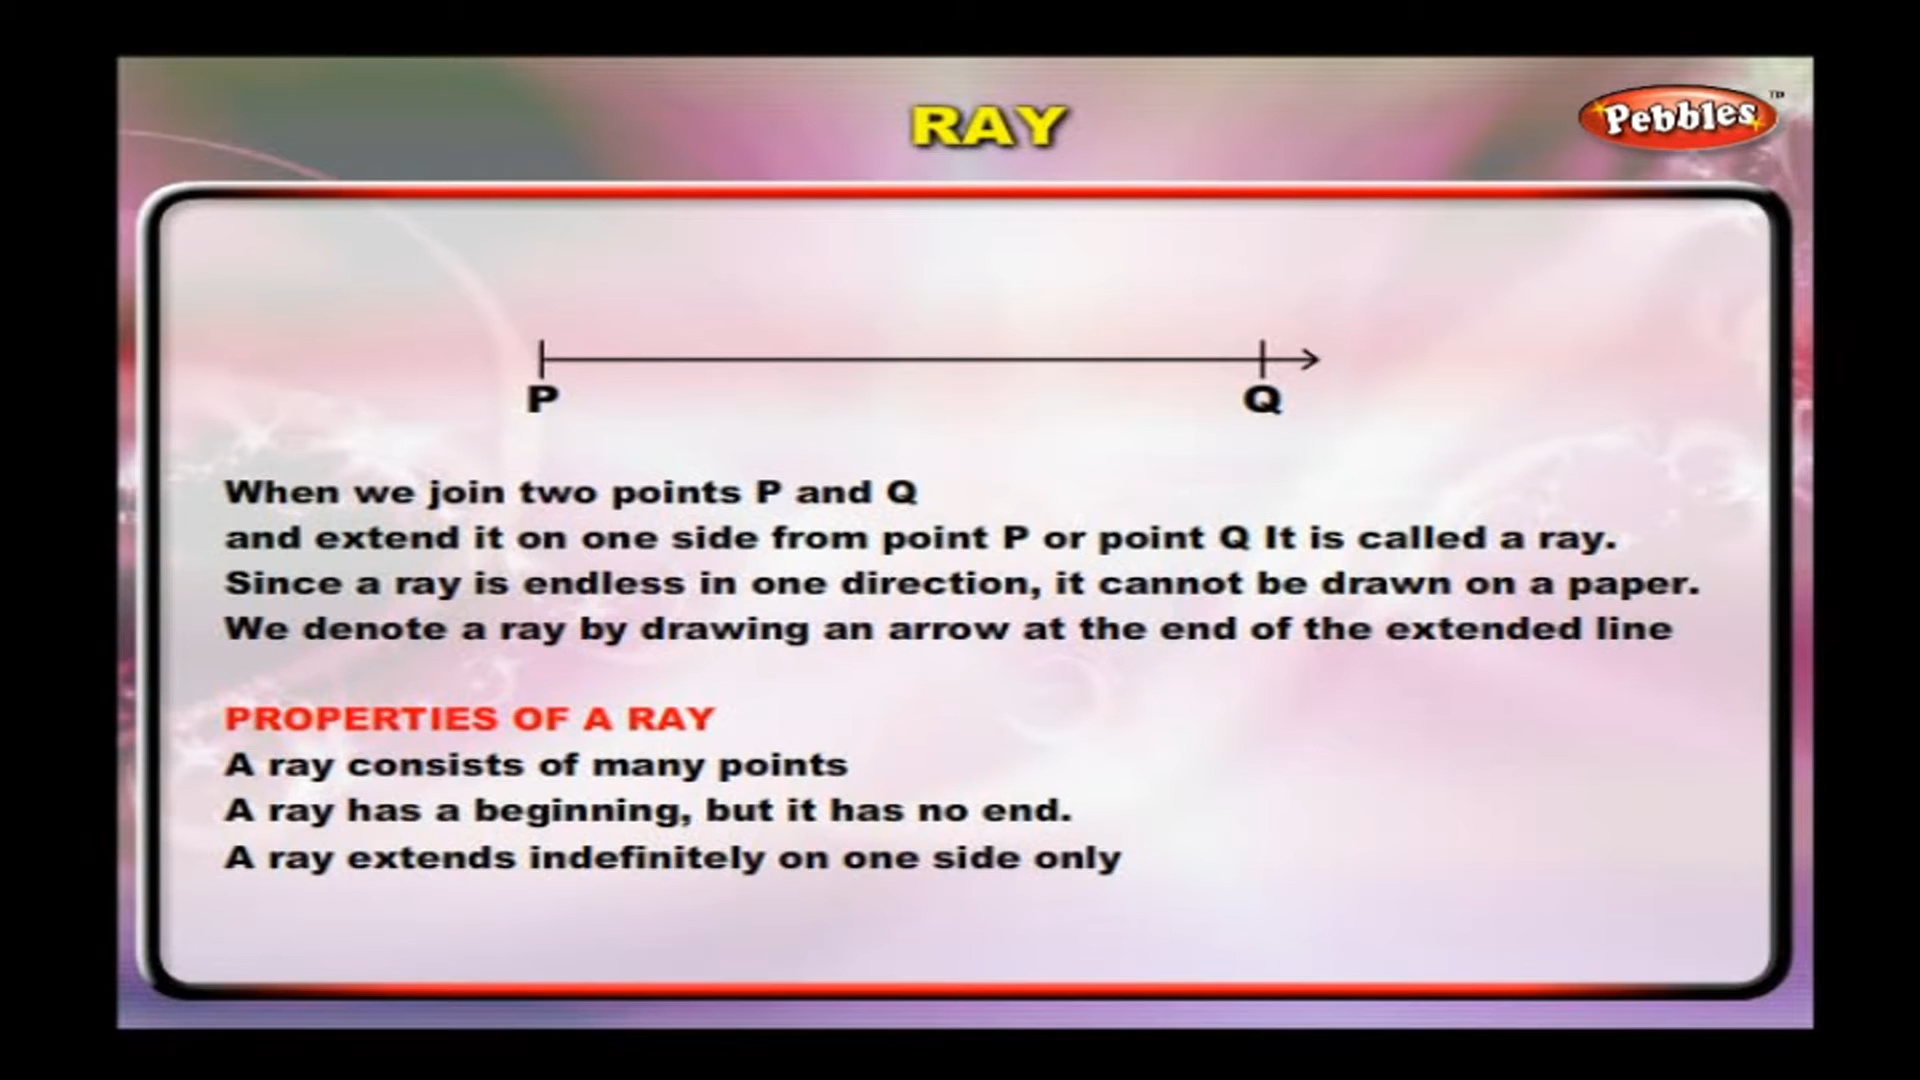 RAY
Pebbles
P
Q
When we join two points P and Q
and extend it on one side from point P or point Q It is called a ray.
Since a ray is endless in one direction, it cannot be drawn on a paper.
We denote a ray by drawing an arrow at the end of the extended line
PROPERTIES OF A RAY
A ray consists of many points
A ray has a beginning, but it has no end.
A ray extends indefinitely on one side only